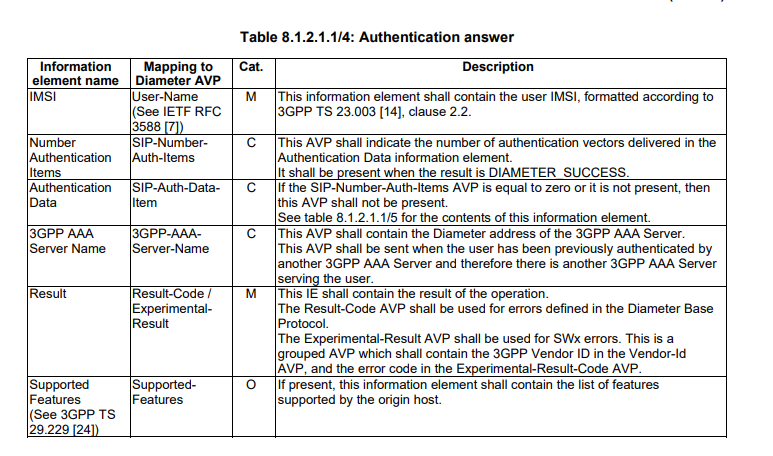 Table 8.1.2.1.1/4: Authentication answer
Information element name Mapping to Diameter AVP Cat. Description
IMSI User-Name (See IETF RFC 3588 [7]) M This information element shall contain the user IMSI, formatted according to
3GPP TS 23.003 [14], clause 2.2.
Number Authentication Items SIP-Number-Auth-Items C This AVP shall indicate the number of authentication vectors delivered in the
Authentication Data information element.
It shall be present when the result is DIAMETER_SUCCESS.
Authentication Data SIP-Auth-Data-Item C If the SIP-Number-Auth-Items AVP is equal to zero or it is not present, then
this AVP shall not be present.
See table 8.1.2.1.1/5 for the contents of this information element.
3GPP AAA Server Name 3GPP-AAA-Server-Name C This AVP shall contain the Diameter address of the 3GPP AAA Server.
This AVP shall be sent when the user has been previously authenticated by
another 3GPP AAA Server and therefore there is another 3GPP AAA Server
serving the user.
Result Result-Code / Experimental-Result M This IE shall contain the result of the operation.
The Result-Code AVP shall be used for errors defined in the Diameter Base
Protocol.
The Experimental-Result AVP shall be used for SWx errors. This is a
grouped AVP which shall contain the 3GPP Vendor ID in the Vendor-Id
AVP, and the error code in the Experimental-Result-Code AVP.
Supported Features (See 3GPP TS 29.229 [24]) Supported-Features O If present, this information element shall contain the list of features
supported by the origin host.